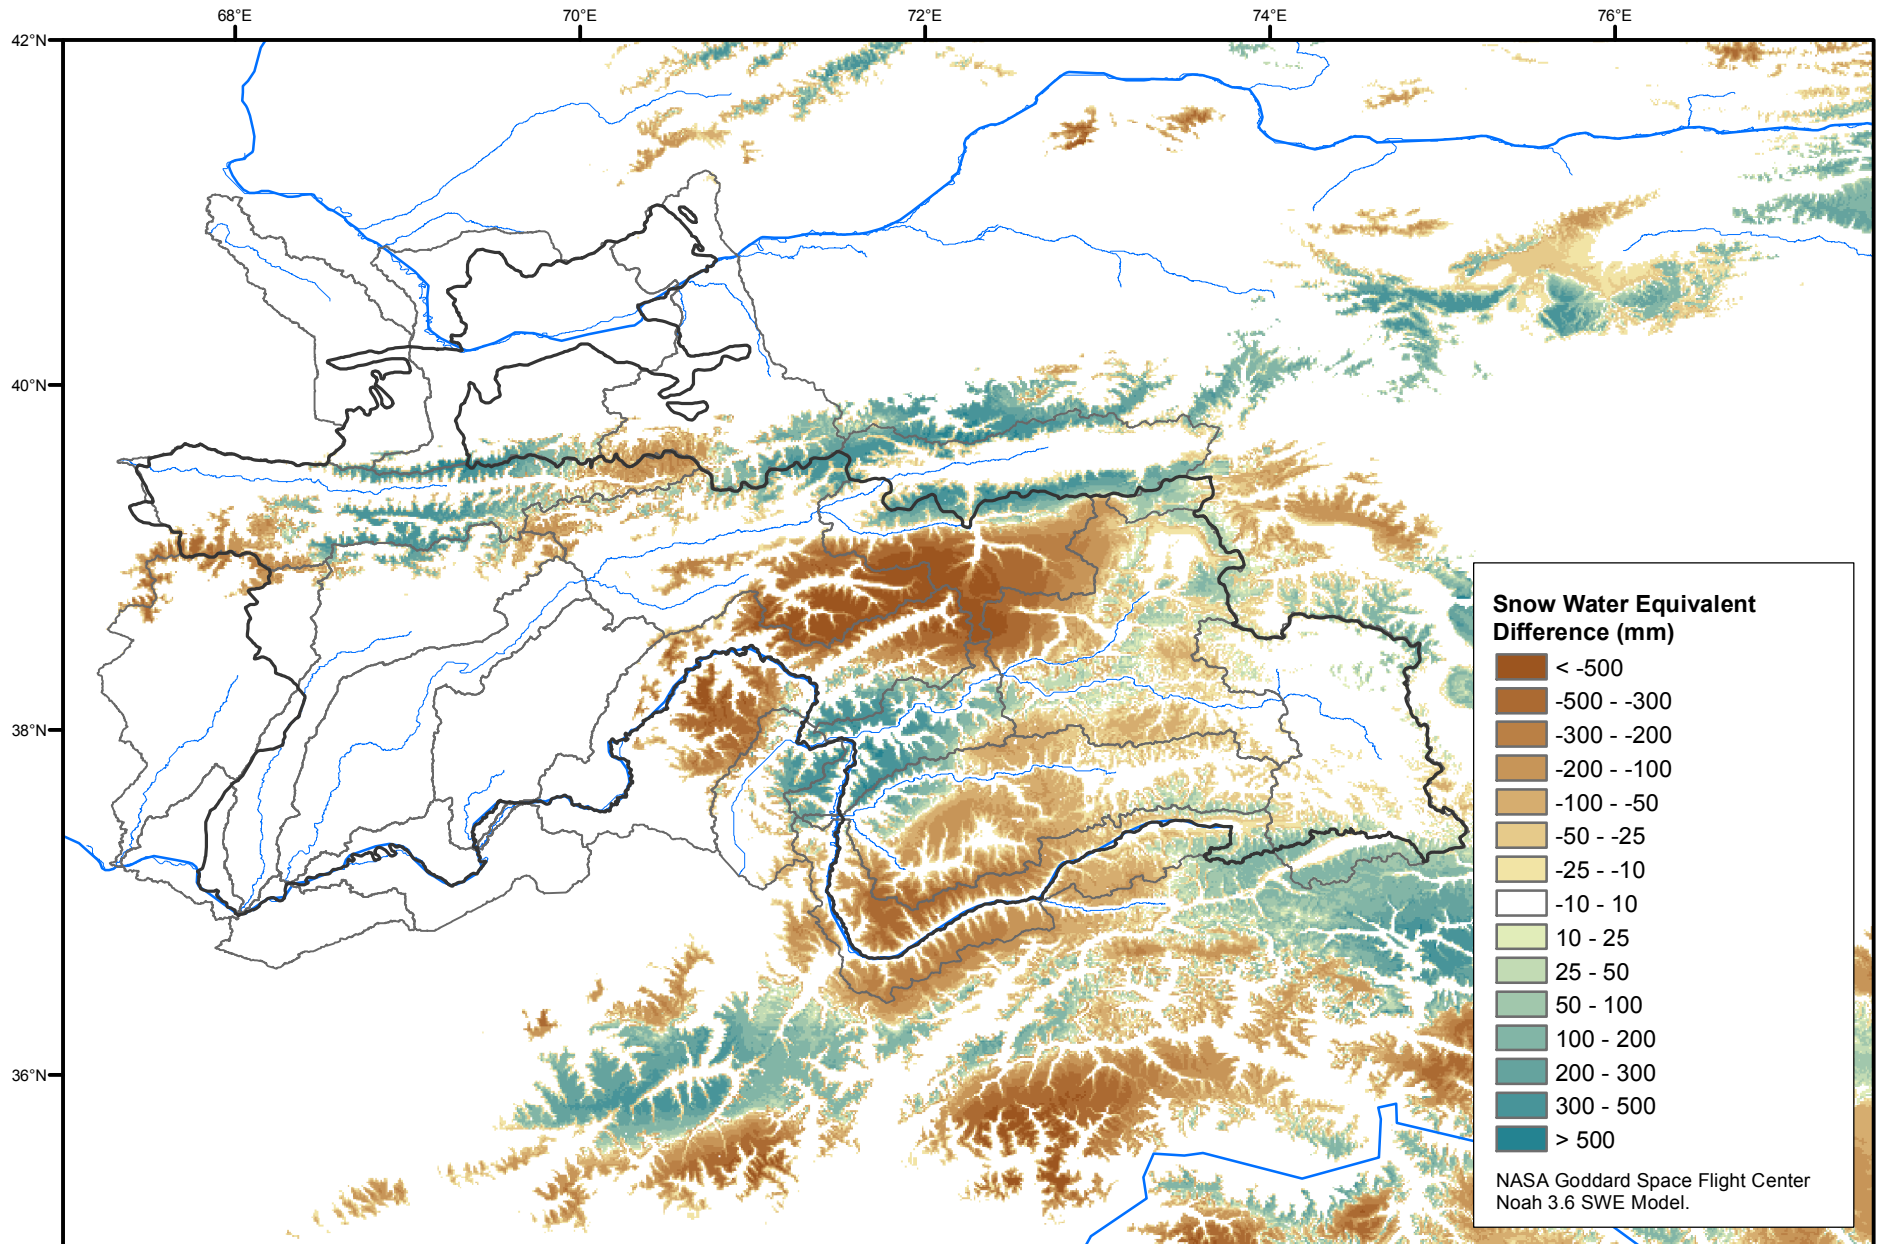 68°E 70°E 72°E 74°E 76°E
42°N
40°N
38°N
36°N
Snow Water Equivalent
Difference (mm)
< -500
-500 - -300
-300 - -200
-200 - -100
-100 - -50
-50 - -25
-25 - -10
-10 - 10
10 - 25
25 - 50
50 - 100
100 - 200
200 - 300
300 - 500
> 500
NASA Goddard Space Flight Center
Noah 3.6 SWE Model.